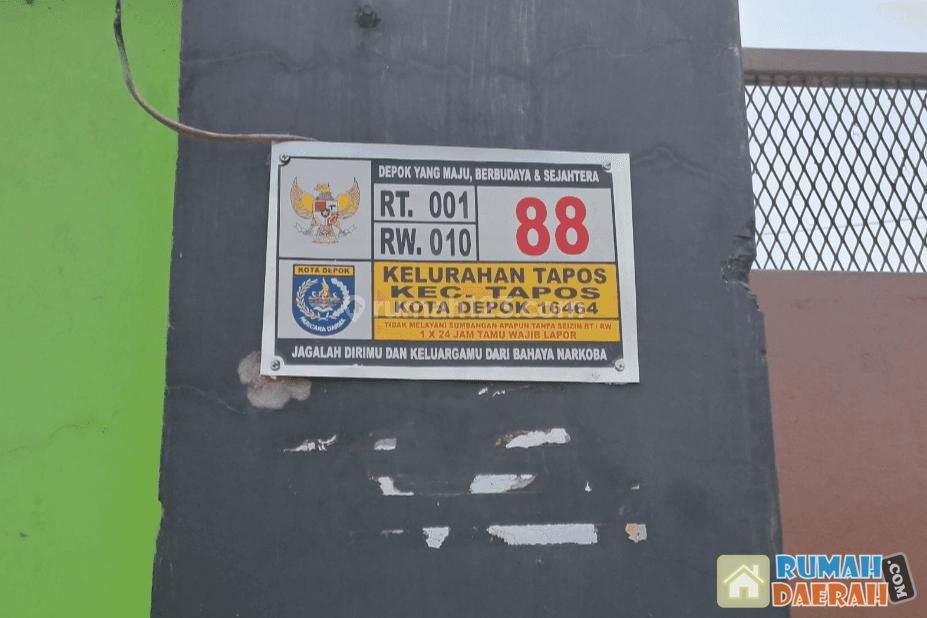 DEPOK YANG MAJU, BERBUDAYA & SEJAHTERA
RT. 001
RW. 010
88
KOTA DEPOK
PARICARA DARMA
KELURAHAN TAPOS
KEC. TAPOS
KOTA DEPOK 16464
TIDAK MELAYANI SUMBANGAN APAPUN TANPA SEIZIN RT / RW
1 X 24 JAM TAMU WAJIB LAPOR
JAGALAH DIRIMU DAN KELUARGAMU DARI BAHAYA NARKOBA
RUMAH
DAERAH.COM